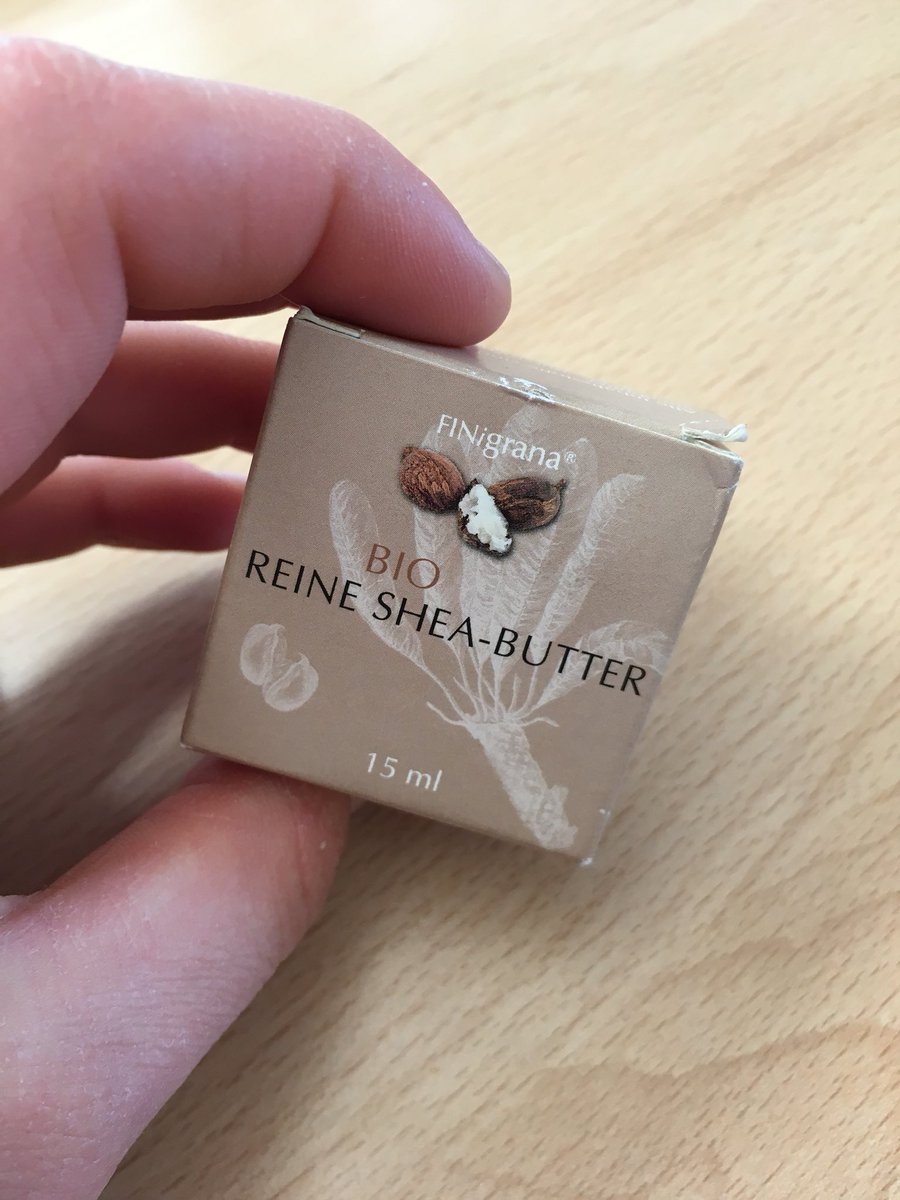 FINigrana®
BIO
REINE SHEA-BUTTER
15 ml